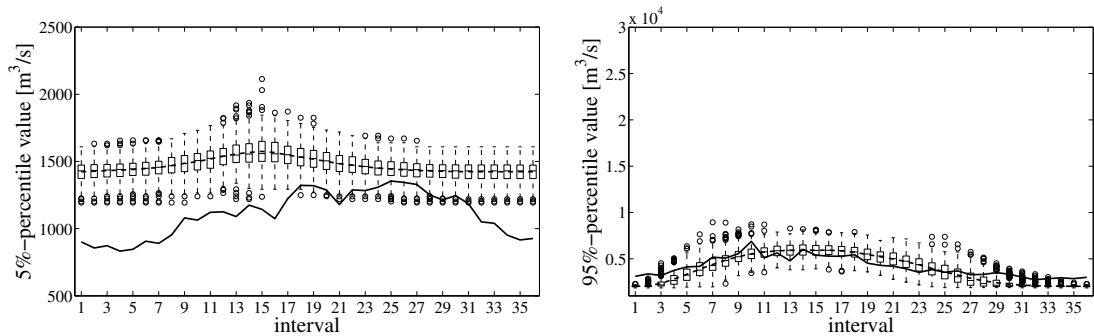 5%−percentile value [m³/s]
2500
2000
1500
1000
500
1 3 5 7 9 11 13 15 17 19 21 23 25 27 29 31 33 35
interval
95%−percentile value [m³/s]
x 10⁴
3
2.5
2
1.5
1
0.5
1 3 5 7 9 11 13 15 17 19 21 23 25 27 29 31 33 35
interval